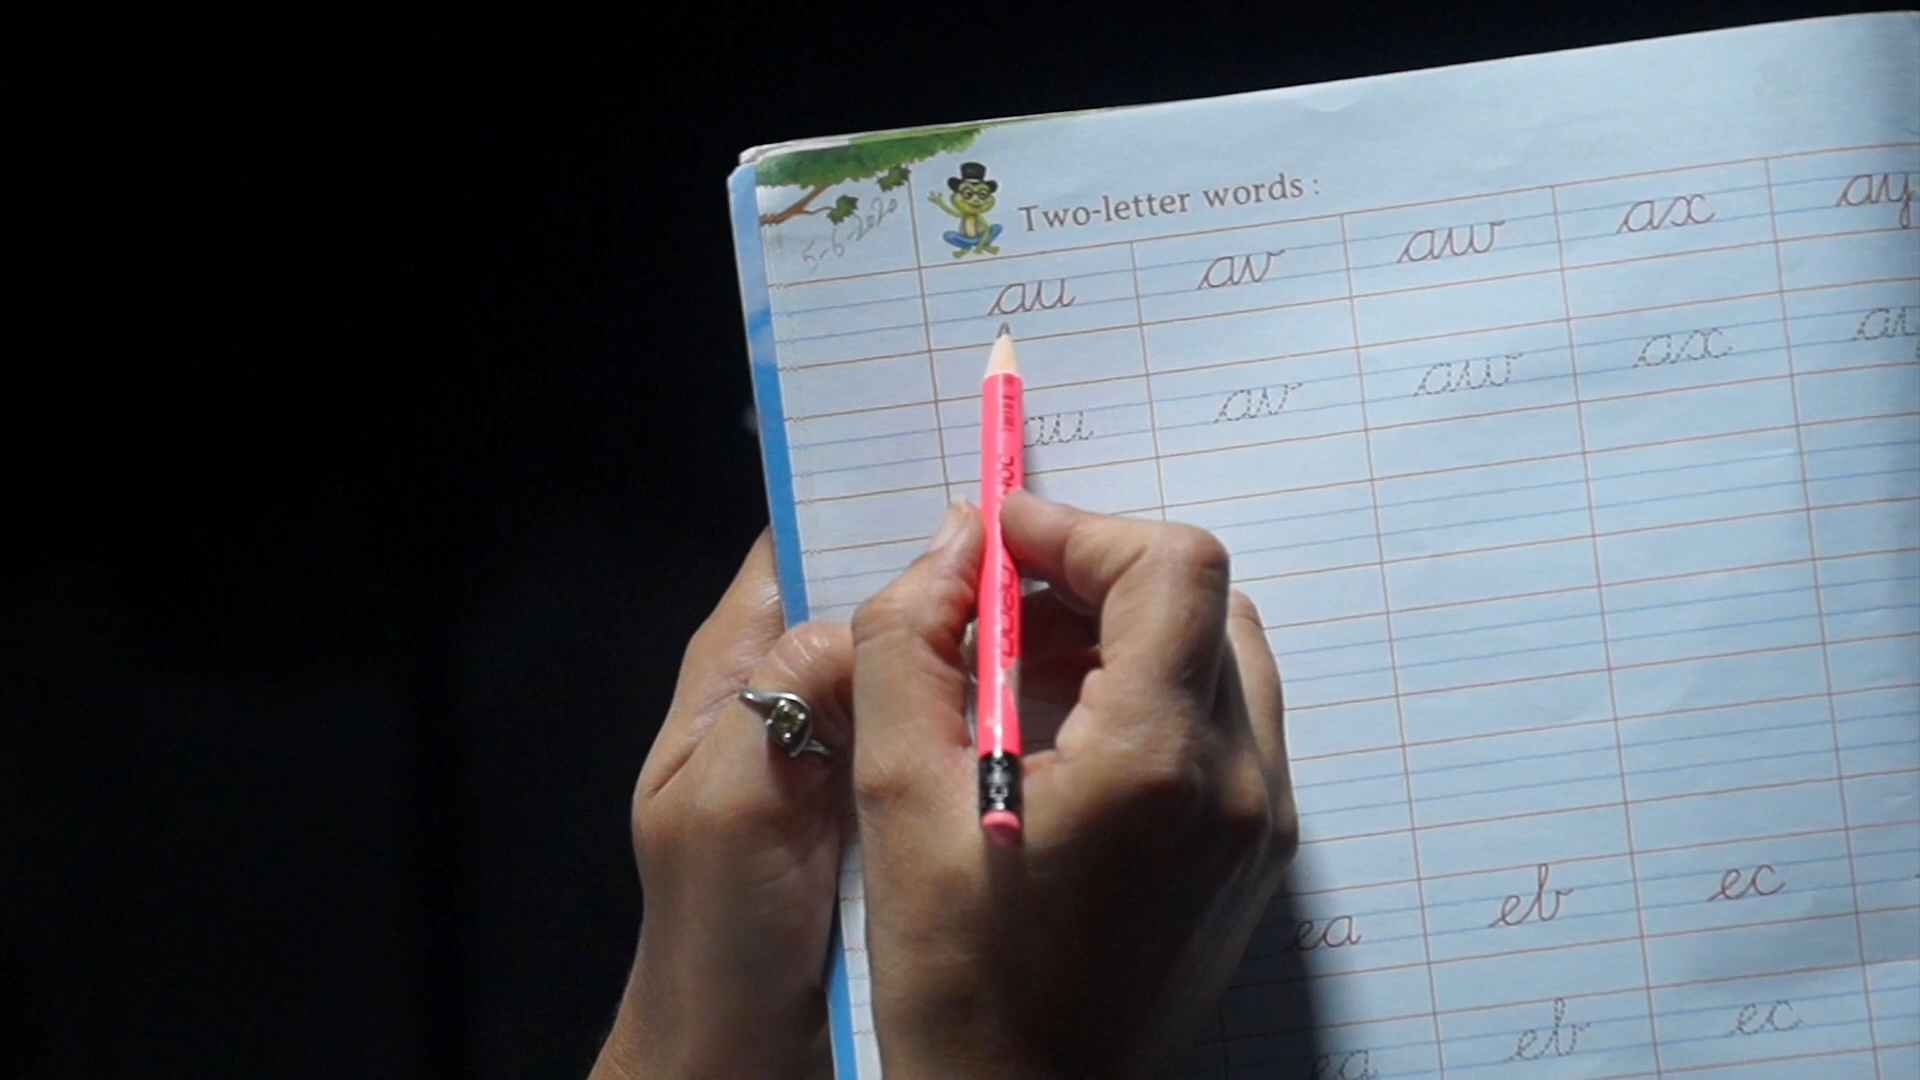 5-6-2020
Two-letter words :
au av aw ax ay
au av aw ax ay
ea eb ec
ea eb ec